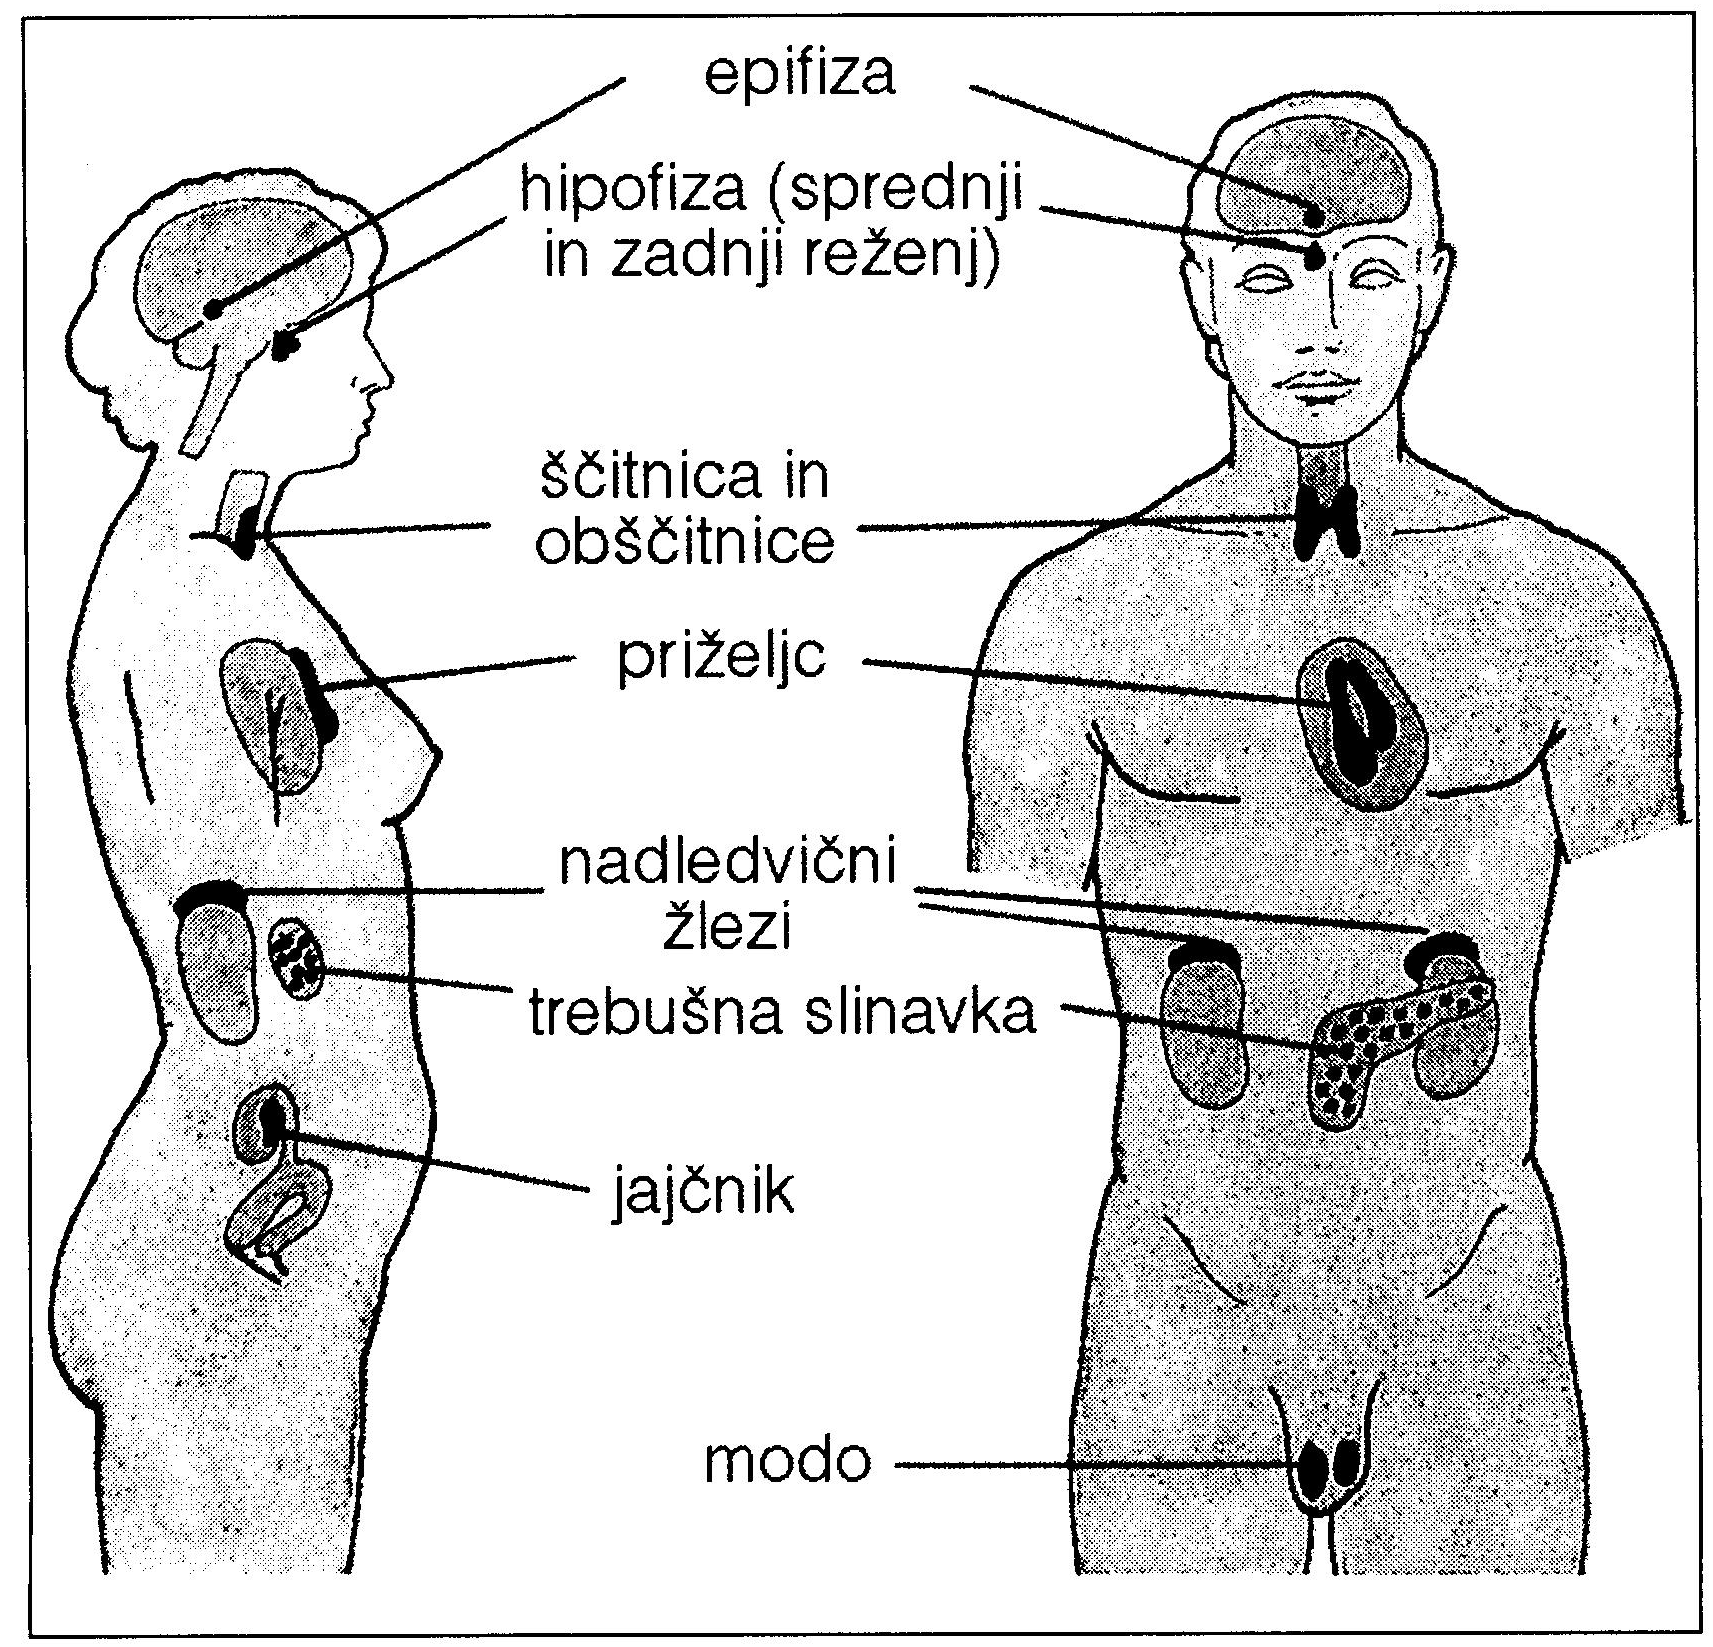 epifiza
hipofiza (sprednji
in zadnji reženj)
ščitnica in
obščitnice
priželjc
nadledvični
žlezi
trebušna slinavka
jajčnik
modo